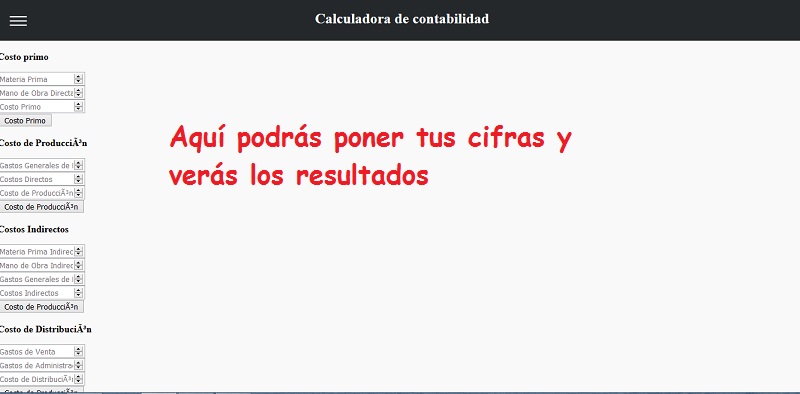 Calculadora de contabilidad
Costo primo
Materia Prima
Mano de Obra Directa
Costo Primo
Costo Primo
Aquí podrás poner tus cifras y
verás los resultados
Costo de ProducciÃ³n
Gastos Generales de
Costos Directos
Costo de ProducciÃ³n
Costo de ProducciÃ³n
Costos Indirectos
Materia Prima Indirec
Mano de Obra Indirec
Gastos Generales de
Costos Indirectos
Costo de ProducciÃ³n
Costo de DistribuciÃ³n
Gastos de Venta
Gastos de Administra
Costo de DistribuciÃ³